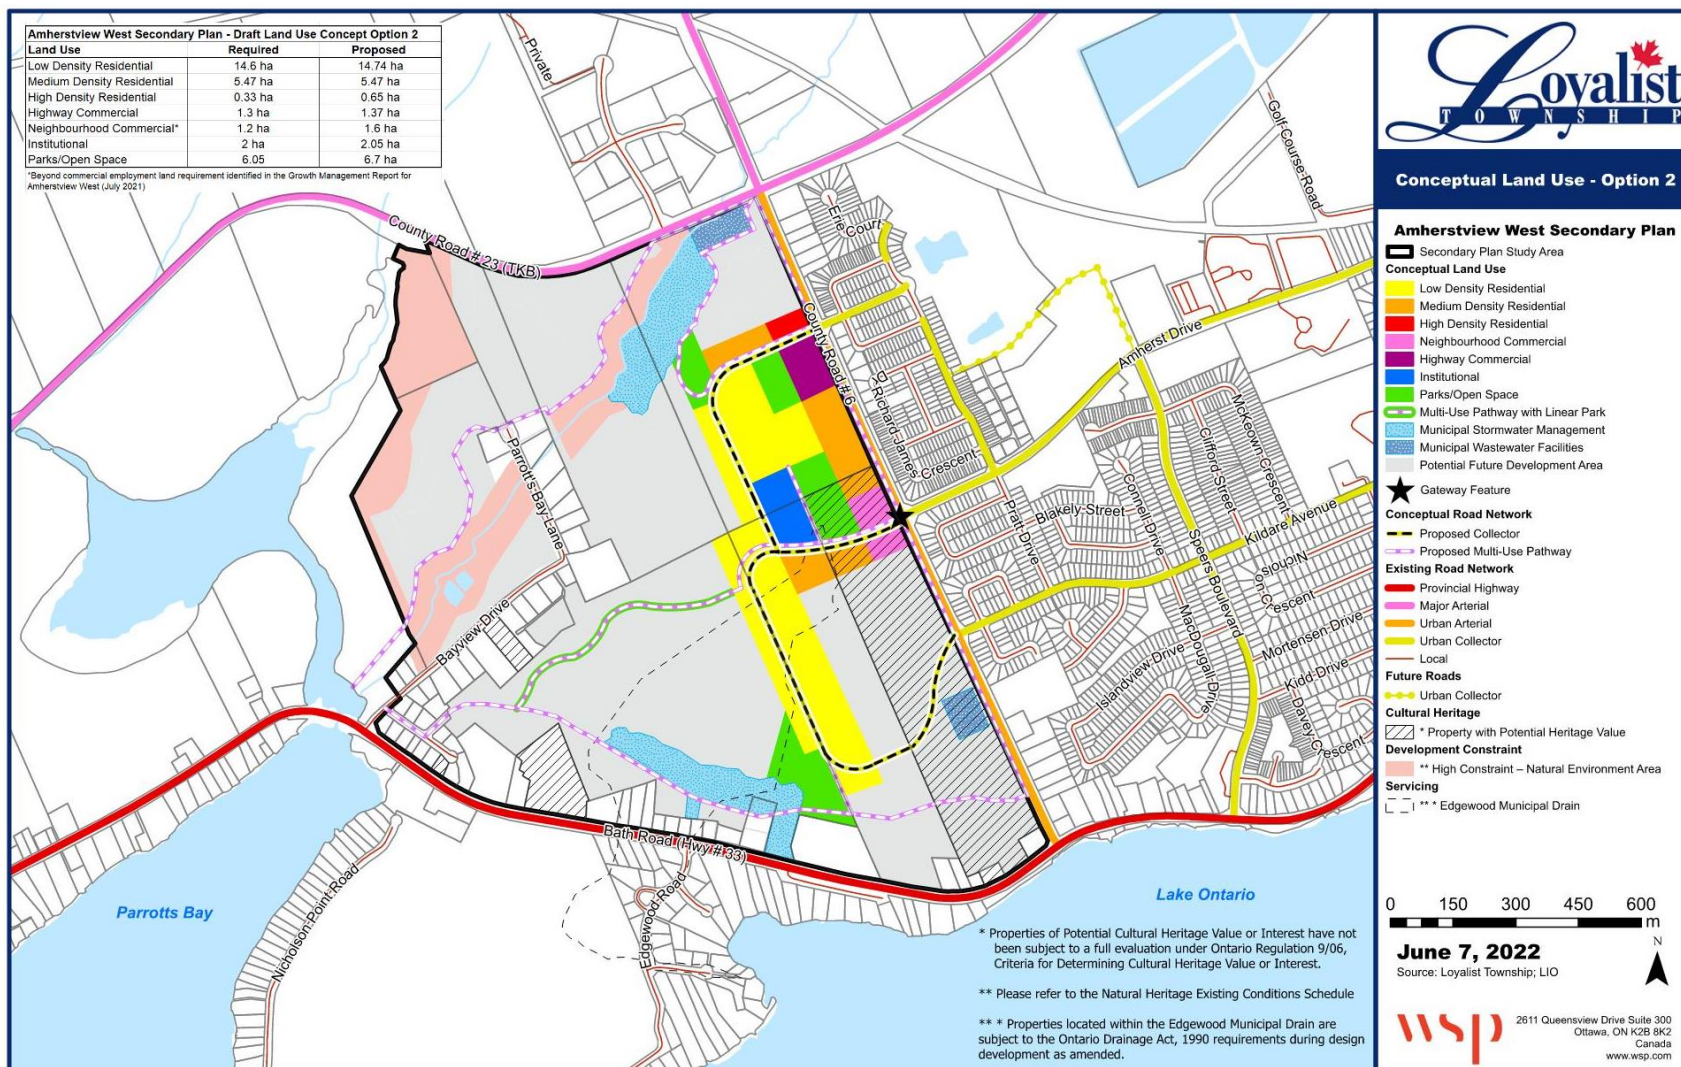 Amherstview West Secondary Plan - Draft Land Use Concept Option 2
Land Use Required Proposed
Low Density Residential 14.6 ha 14.74 ha
Medium Density Residential 5.47 ha 5.47 ha
High Density Residential 0.33 ha 0.65 ha
Highway Commercial 1.3 ha 1.37 ha
Neighbourhood Commercial* 1.2 ha 1.6 ha
Institutional 2 ha 2.05 ha
Parks/Open Space 6.05 6.7 ha
*Beyond commercial employment land requirement identified in the Growth Management Report for
Amherstview West (July 2021)
Private
Golf-Course-Road
County Road # 23 (TKB)
Erie Court
County Road # 6
Amherst Drive
Richard James
Crescent
McKeown-Crescent
Clifford-Street
Connell-Drive
Parrott's-Bay-Lane
Pratt-Drive
Blakely-Street
Speers Boulevard
Kildare Avenue
Nichols
on-Crescent
Bayview-Drive
MacDougall-Drive
Mortensen-Drive
Islandview-Drive
Kidd-Drive
Davey-Crescent
Bath Road (Hwy # 33)
Edgewood-Road
Nicholson-Point-Road
Parrotts Bay
Lake Ontario
* Properties of Potential Cultural Heritage Value or Interest have not
been subject to a full evaluation under Ontario Regulation 9/06,
Criteria for Determining Cultural Heritage Value or Interest.
** Please refer to the Natural Heritage Existing Conditions Schedule
** * Properties located within the Edgewood Municipal Drain are
subject to the Ontario Drainage Act, 1990 requirements during design
development as amended.
Loyalist
TOWNSHIP
Conceptual Land Use - Option 2
Amherstview West Secondary Plan
Secondary Plan Study Area
Conceptual Land Use
Low Density Residential
Medium Density Residential
High Density Residential
Neighbourhood Commercial
Highway Commercial
Institutional
Parks/Open Space
Multi-Use Pathway with Linear Park
Municipal Stormwater Management
Municipal Wastewater Facilities
Potential Future Development Area
Gateway Feature
Conceptual Road Network
Proposed Collector
Proposed Multi-Use Pathway
Existing Road Network
Provincial Highway
Major Arterial
Urban Arterial
Urban Collector
Local
Future Roads
Urban Collector
Cultural Heritage
* Property with Potential Heritage Value
Development Constraint
** High Constraint – Natural Environment Area
Servicing
** * Edgewood Municipal Drain
0 150 300 450 600
m
June 7, 2022
N
Source: Loyalist Township; LIO
wsp
2611 Queensview Drive Suite 300
Ottawa, ON K2B 8K2
Canada
www.wsp.com